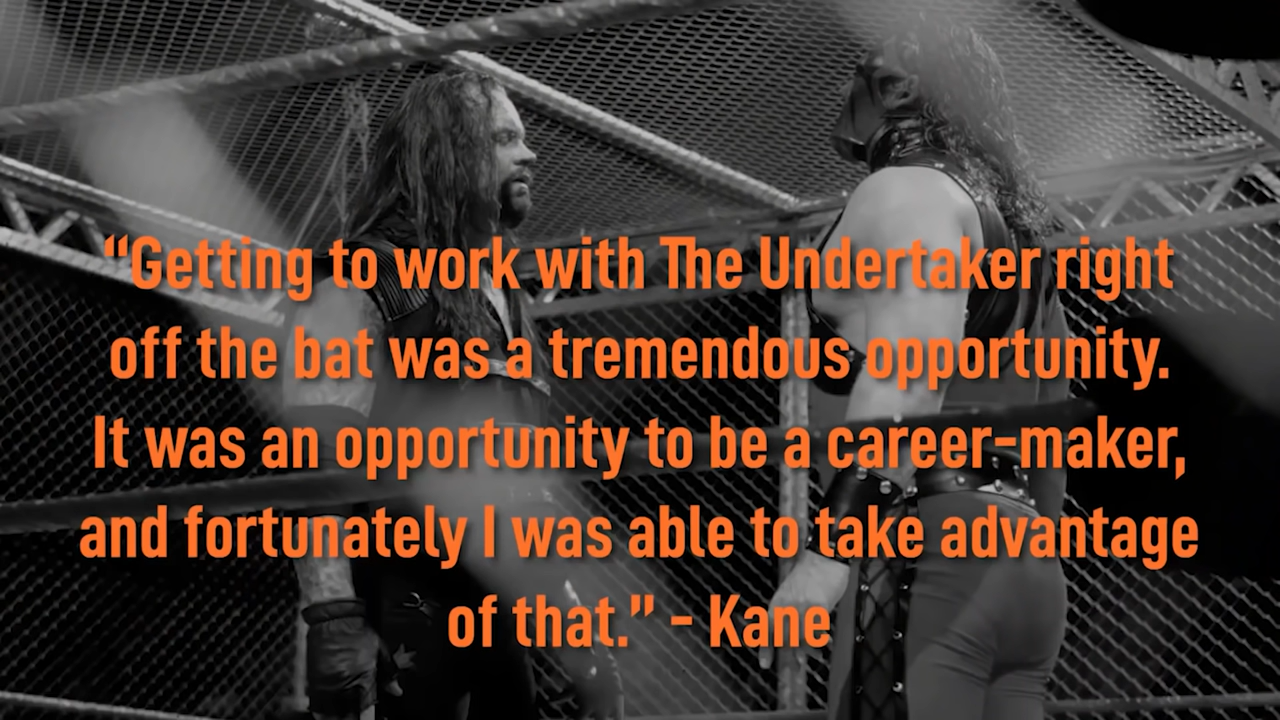 “Getting to work with The Undertaker right
off the bat was a tremendous opportunity.
It was an opportunity to be a career-maker,
and fortunately I was able to take advantage
of that.” - Kane